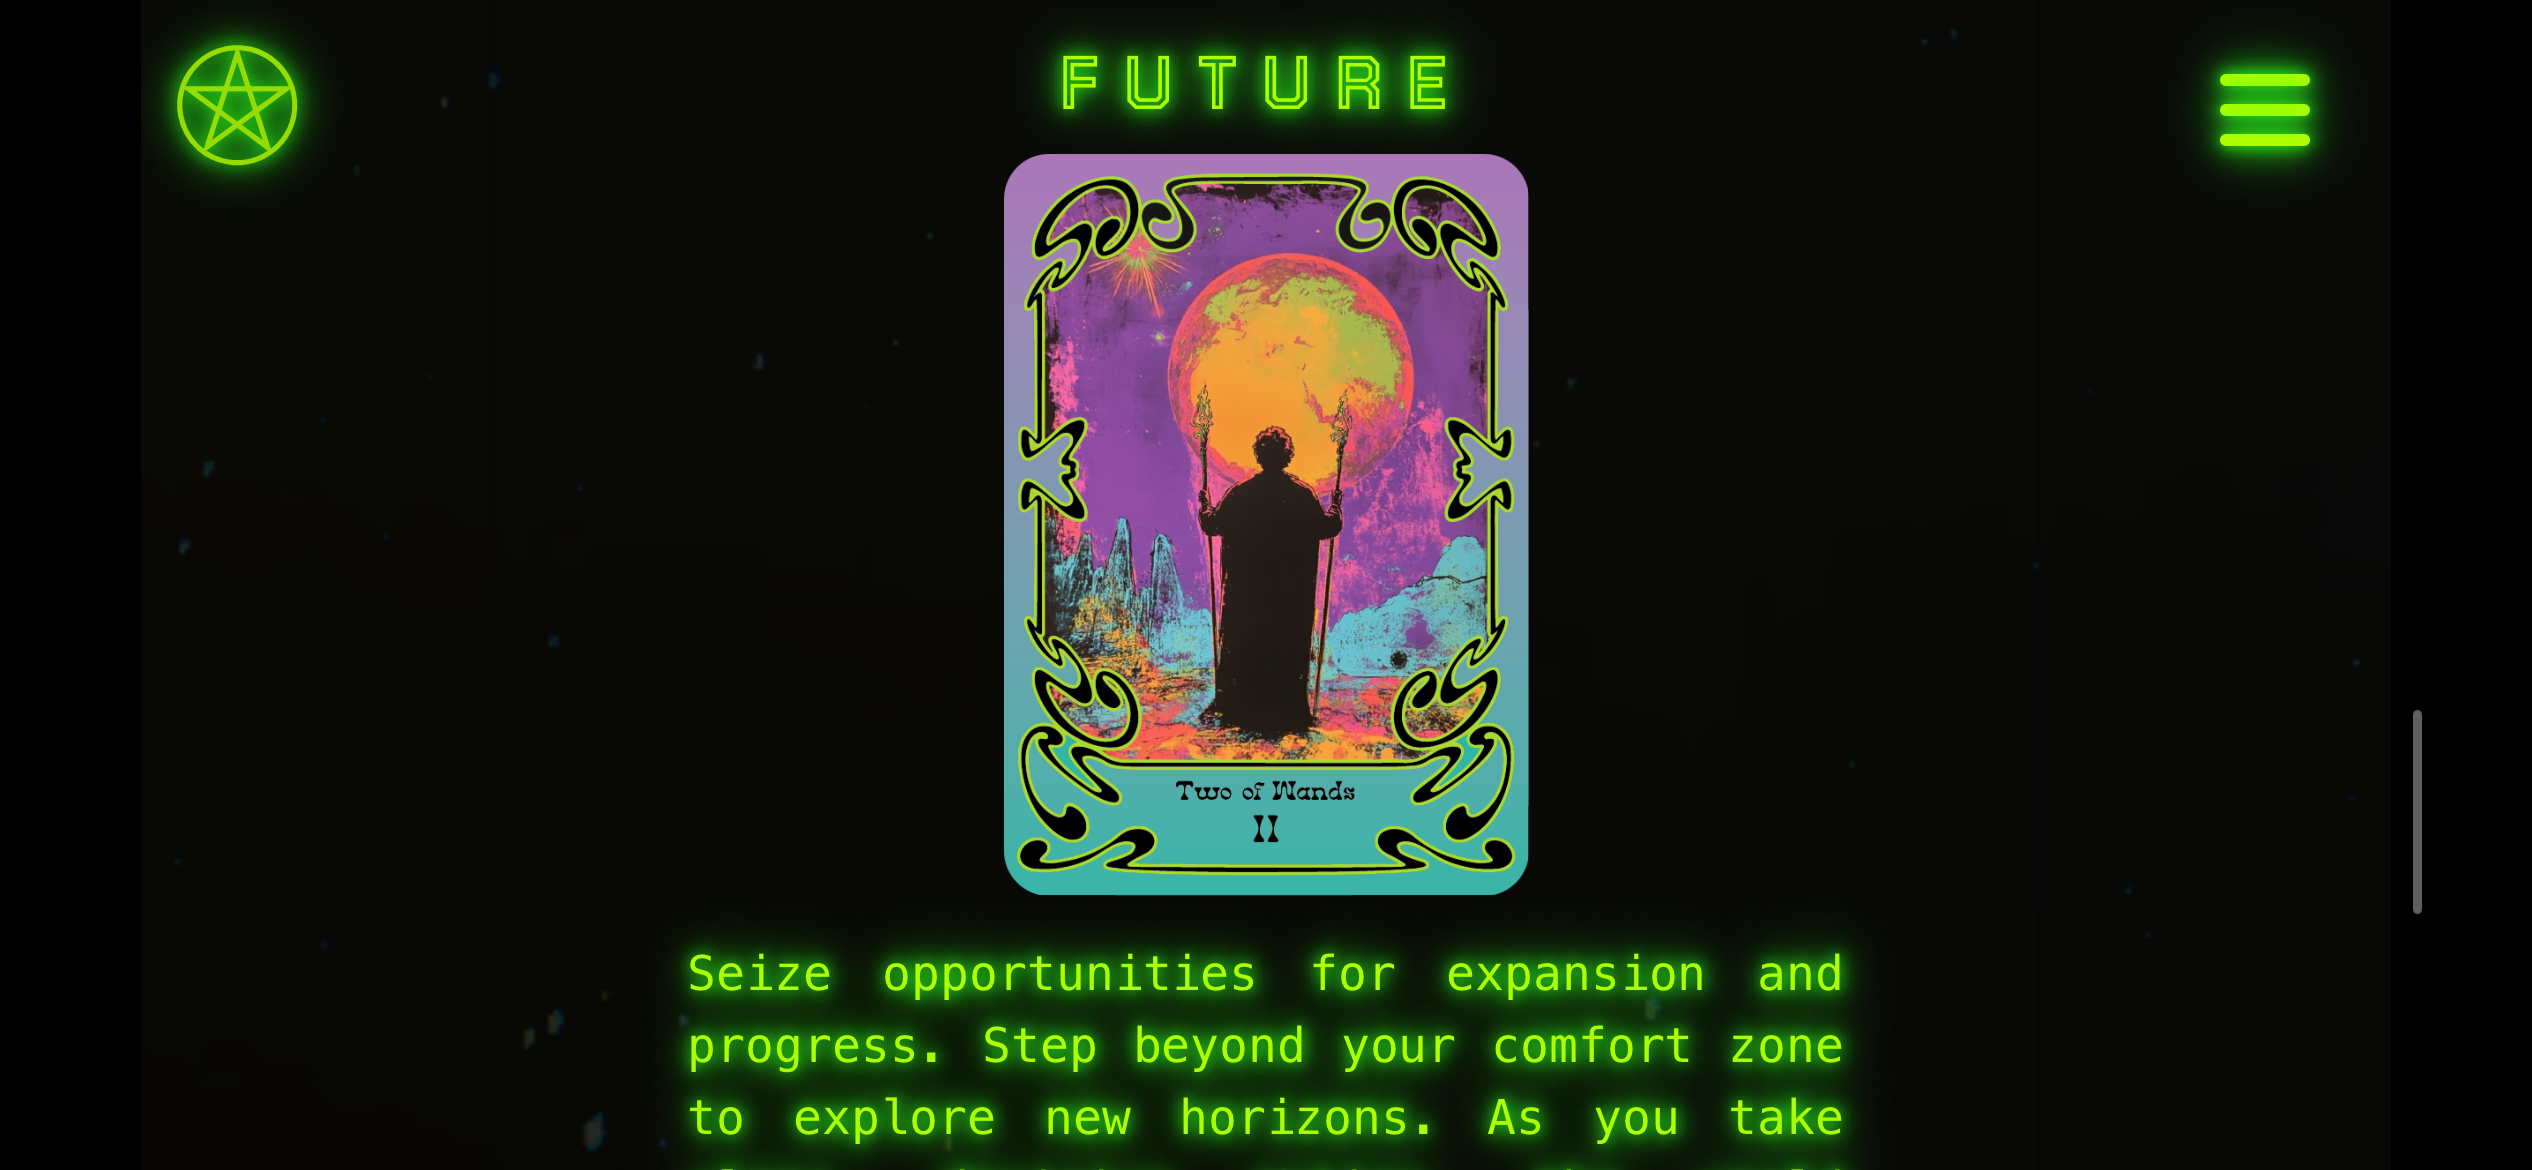 FUTURE
Two of Wands
II
Seize opportunities for expansion and
progress. Step beyond your comfort zone
to explore new horizons. As you take